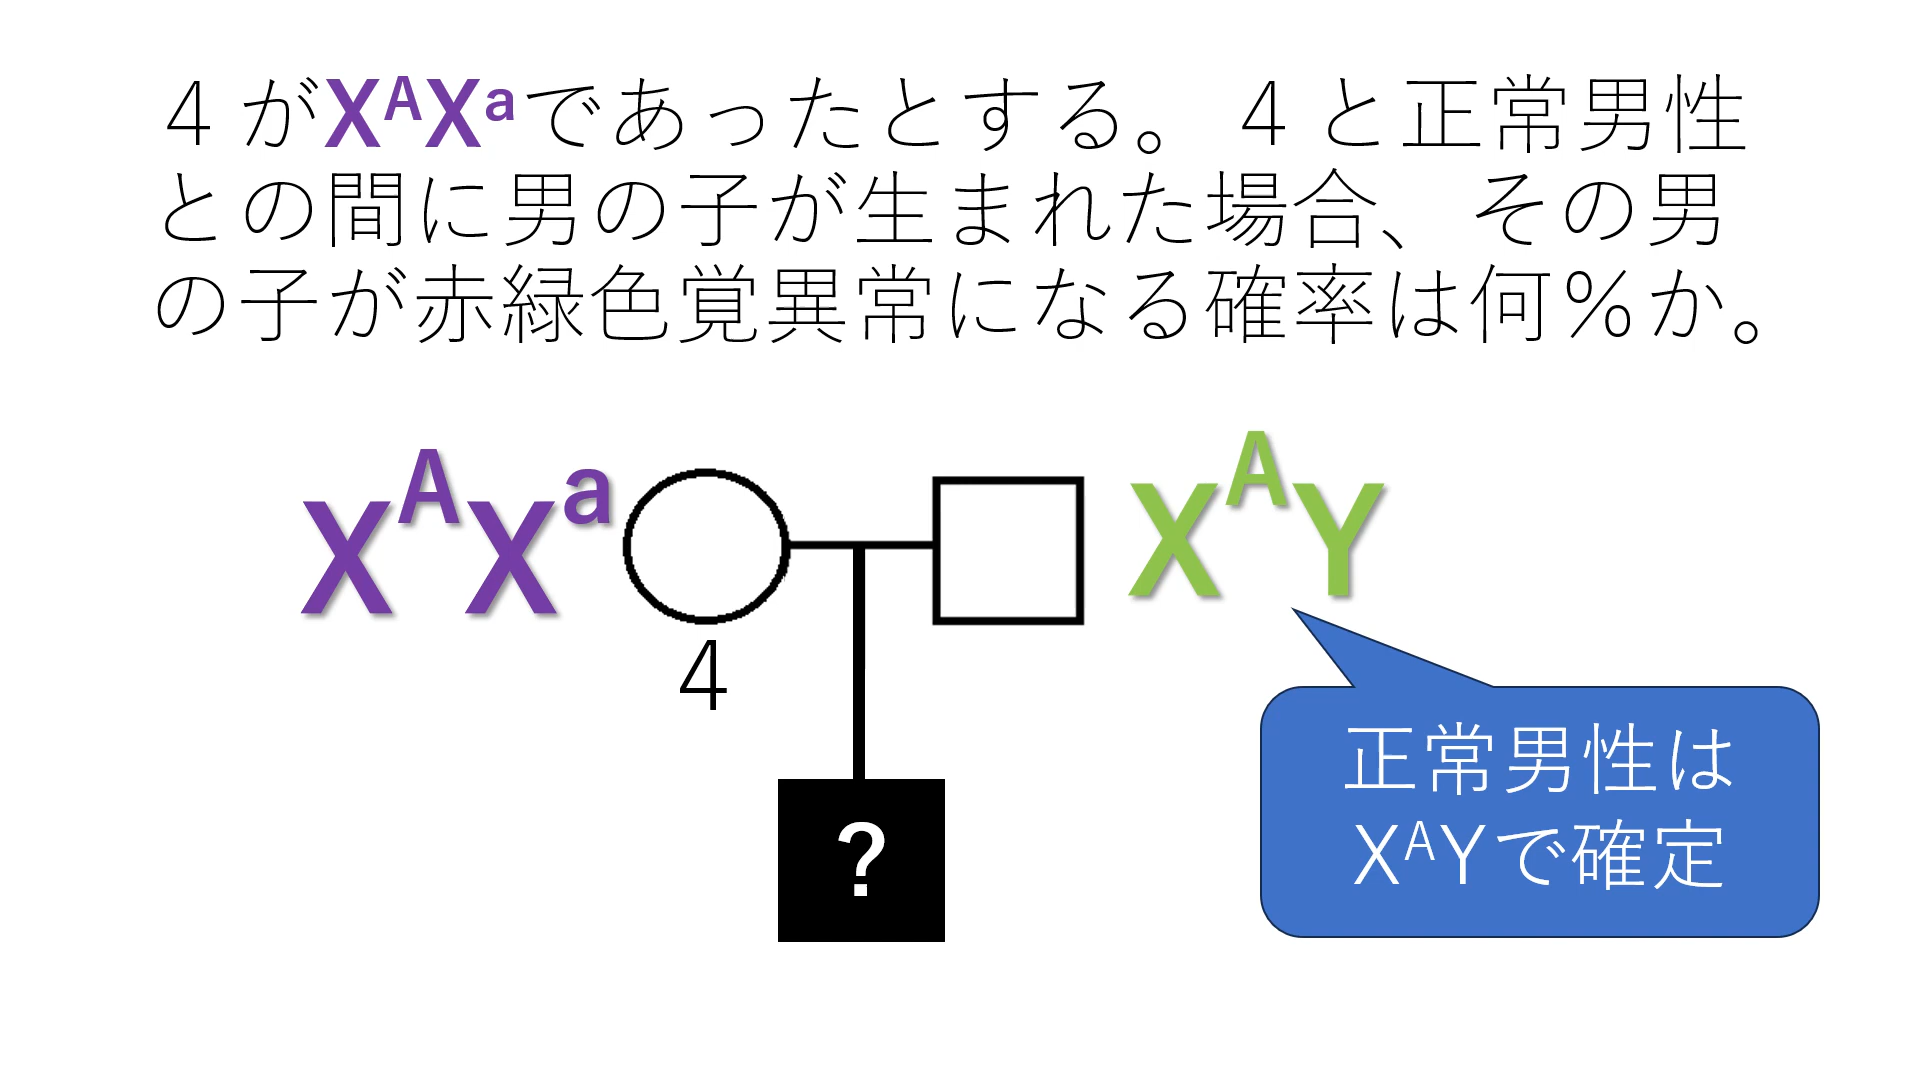 ４がXᴬXᵃであったとする。４と正常男性
との間に男の子が生まれた場合、その男
の子が赤緑色覚異常になる確率は何％か。
XᴬXᵃ
XᴬY
4
?
正常男性は
XᴬYで確定